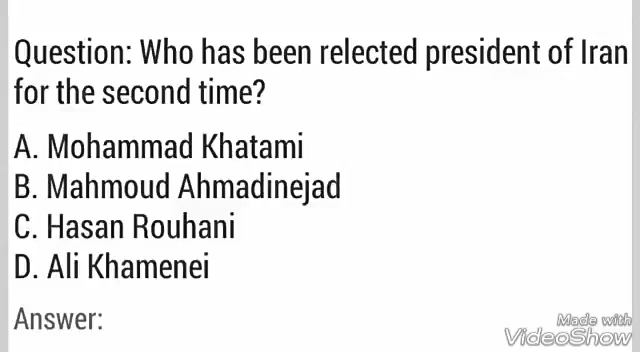 Question: Who has been relected president of Iran
for the second time?
A. Mohammad Khatami
B. Mahmoud Ahmadinejad
C. Hasan Rouhani
D. Ali Khamenei
Answer:
Made with
VideoShow